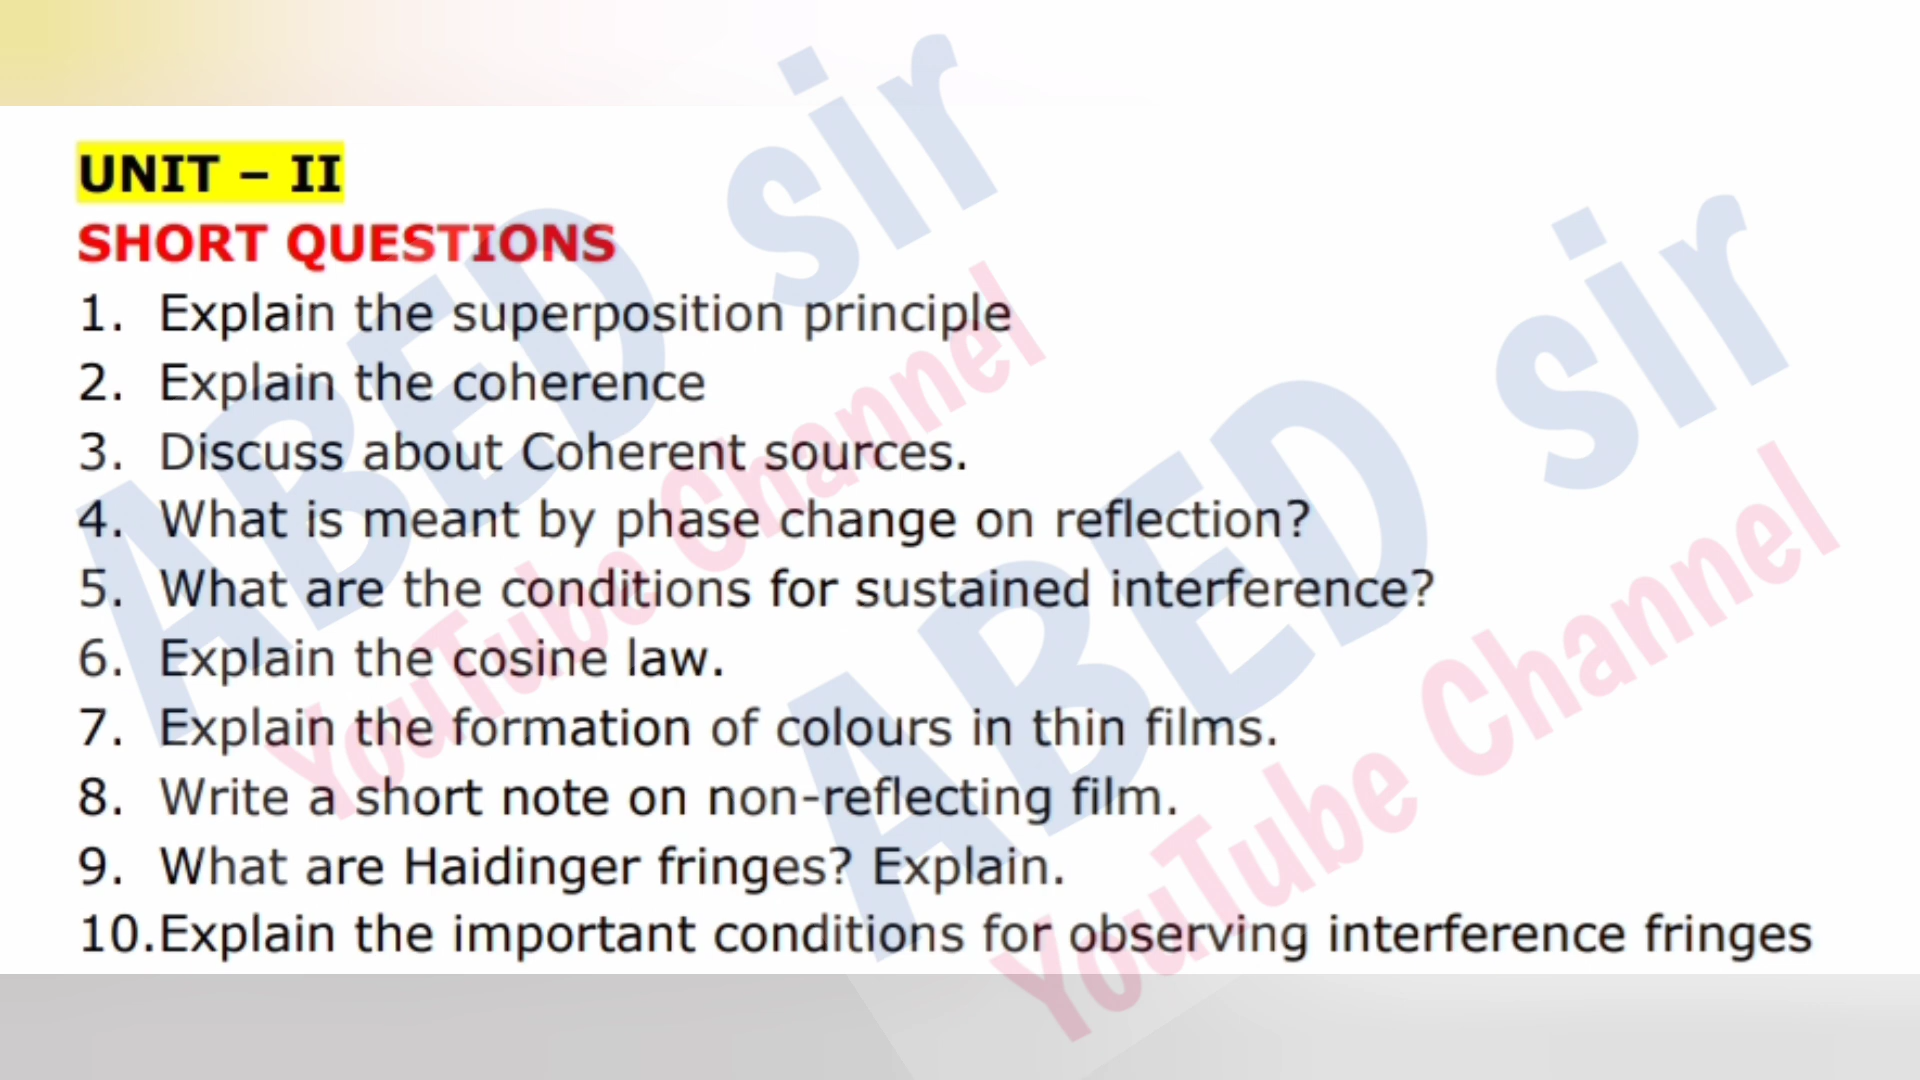 UNIT – II
SHORT QUESTIONS
1. Explain the superposition principle
2. Explain the coherence
3. Discuss about Coherent sources.
4. What is meant by phase change on reflection?
5. What are the conditions for sustained interference?
6. Explain the cosine law.
7. Explain the formation of colours in thin films.
8. Write a short note on non-reflecting film.
9. What are Haidinger fringes? Explain.
10.Explain the important conditions for observing interference fringes
ABED sir
YouTube Channel
ABED sir
YouTube Channel